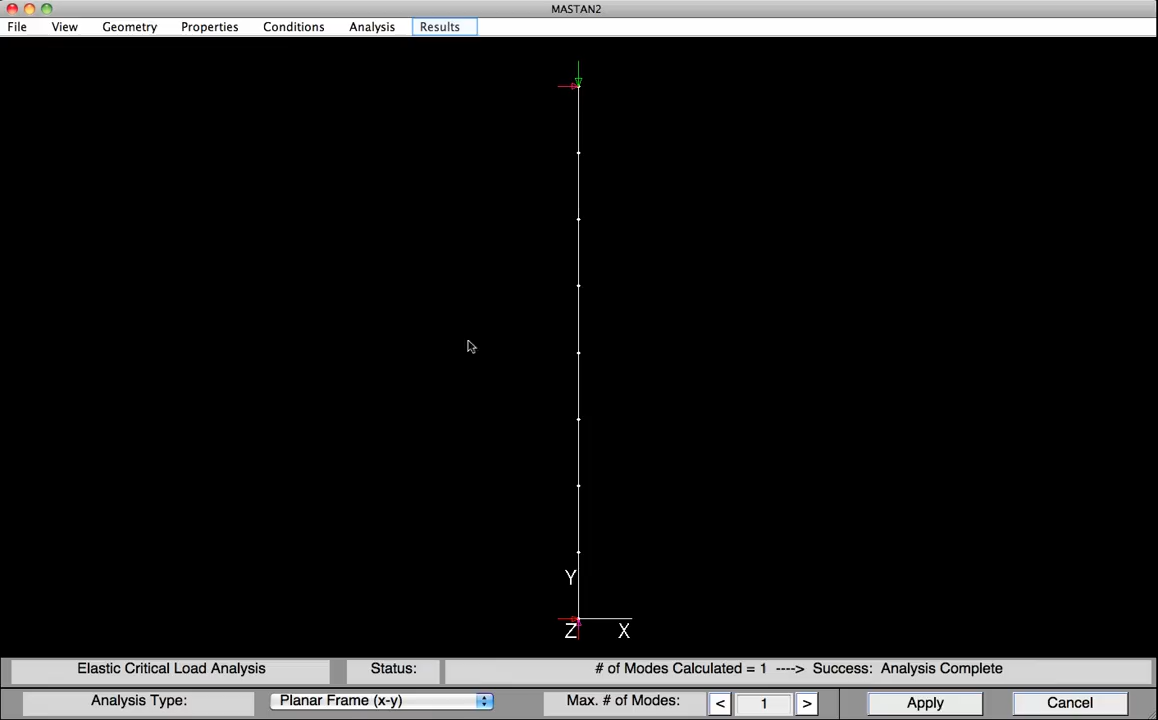 MASTAN2
File View Geometry Properties Conditions Analysis Results
Y
Z X
Elastic Critical Load Analysis Status: # of Modes Calculated = 1 ----> Success: Analysis Complete
Analysis Type: Planar Frame (x-y) Max. # of Modes: < 1 > Apply Cancel